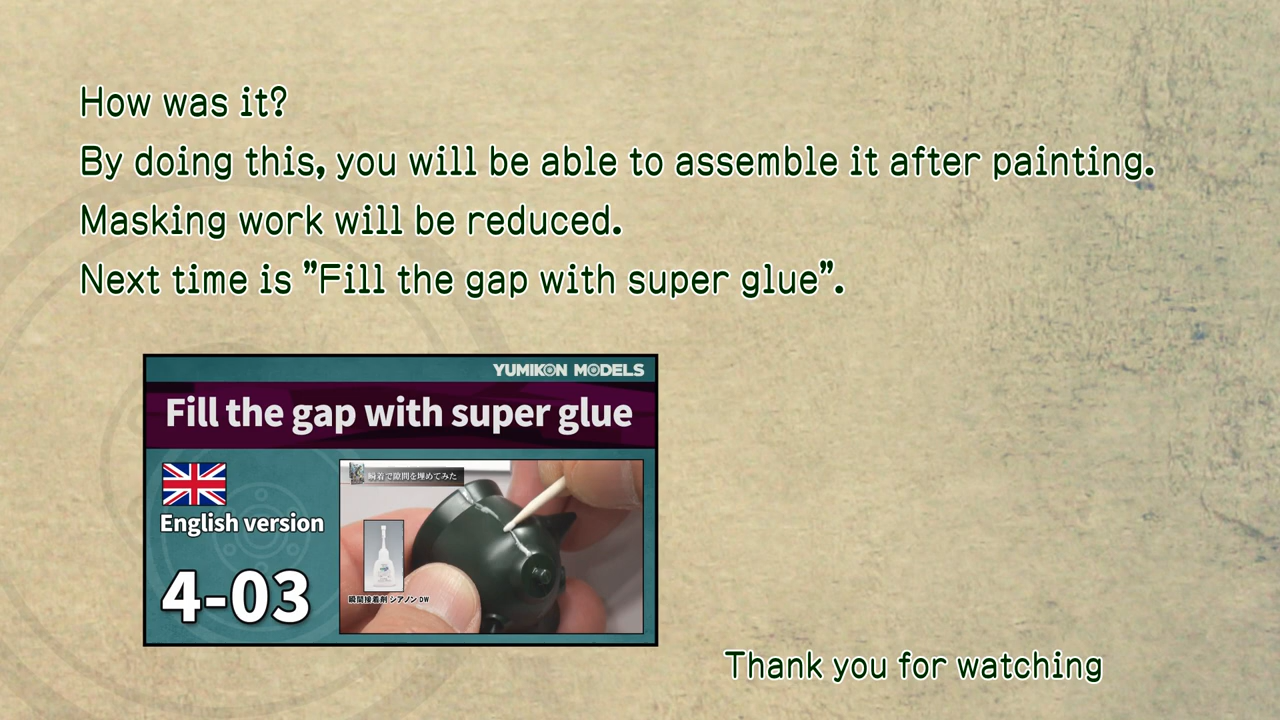 How was it?
By doing this, you will be able to assemble it after painting.
Masking work will be reduced.
Next time is ”Fill the gap with super glue”.
YUMIKON MODELS
Fill the gap with super glue
English version
4-03
瞬着で隙間を埋めてみた
瞬間接着剤 シアノン DW
Thank you for watching